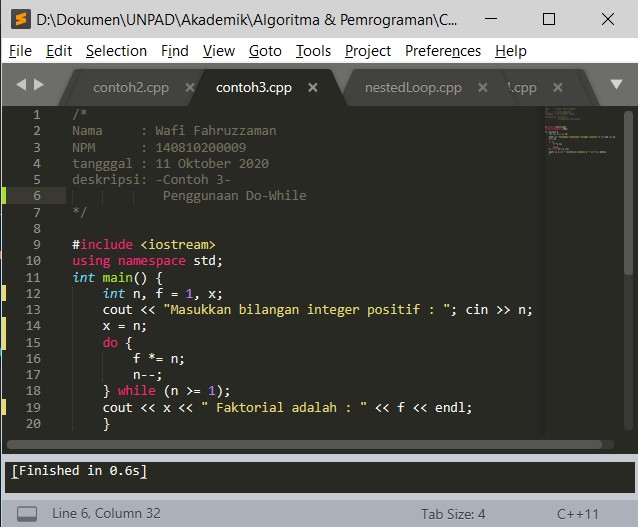 D:\Dokumen\UNPAD\Akademik\Algoritma & Pemrograman\C...
File Edit Selection Find View Goto Tools Project Preferences Help
contoh2.cpp contoh3.cpp nestedLoop.cpp .cpp
1 /*
2 Nama : Wafi Fahruzzaman
3 NPM : 140810200009
4 tangggal : 11 Oktober 2020
5 deskripsi: -Contoh 3-
6 Penggunaan Do-While
7 */
8
9 #include <iostream>
10 using namespace std;
11 int main() {
12 int n, f = 1, x;
13 cout << "Masukkan bilangan integer positif : "; cin >> n;
14 x = n;
15 do {
16 f *= n;
17 n--;
18 } while (n >= 1);
19 cout << x << " Faktorial adalah : " << f << endl;
20 }
[Finished in 0.6s]
Line 6, Column 32 Tab Size: 4 C++11